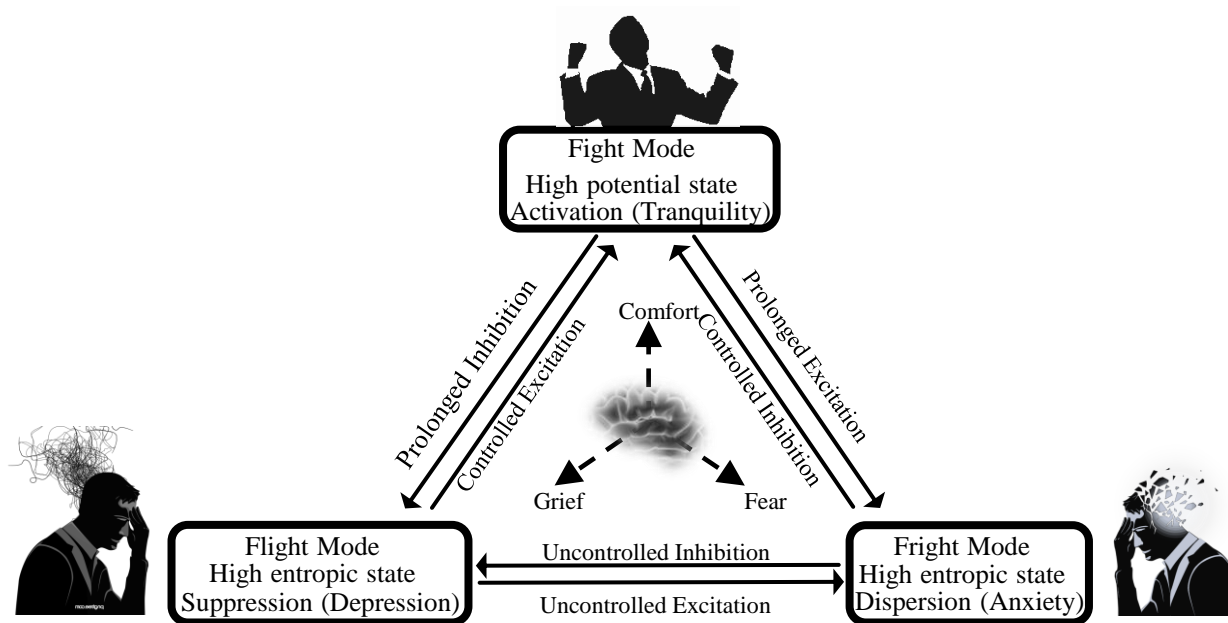 Fight Mode
High potential state
Activation (Tranquility)
Prolonged Inhibition
Controlled Excitation
Comfort
Controlled Inhibition
Prolonged Excitation
Grief
Fear
Flight Mode
High entropic state
Suppression (Depression)
Uncontrolled Inhibition
Uncontrolled Excitation
Fright Mode
High entropic state
Dispersion (Anxiety)